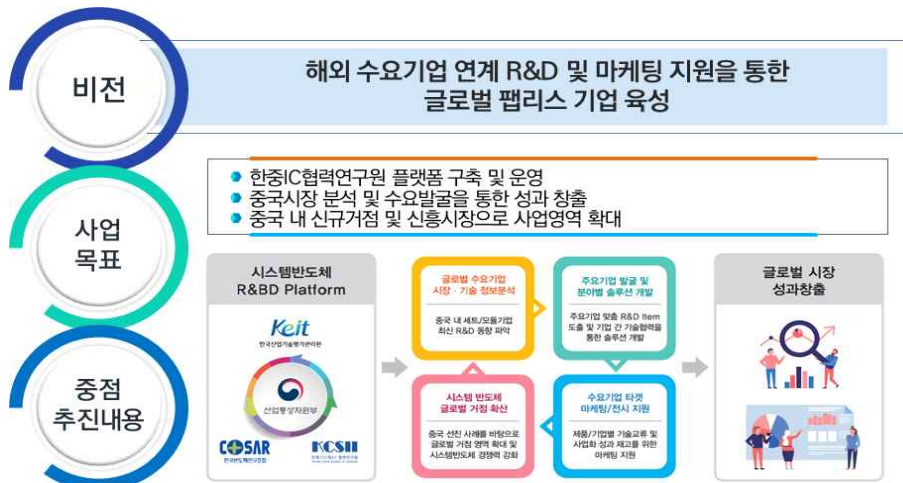 비전
해외 수요기업 연계 R&D 및 마케팅 지원을 통한
글로벌 팹리스 기업 육성
사업
목표
한중IC협력연구원 플랫폼 구축 및 운영
중국시장 분석 및 수요발굴을 통한 성과 창출
중국 내 신규거점 및 신흥시장으로 사업영역 확대
중점
추진내용
시스템반도체
R&BD Platform
Keit
한국산업기술평가관리원
산업통상자원부
COSAR
한국반도체연구조합
KCSII
글로벌 수요기업
시장·기술 정보분석
중국 내 세트/모듈기업
최신 R&D 동향 파악
주요기업 발굴 및
분야별 솔루션 개발
주요기업 맞춤 R&D Item
도출 및 기업 간 기술협력을
통한 솔루션 개발
시스템 반도체
글로벌 거점 확산
중국 선진 사례를 바탕으로
글로벌 거점 영역 확대 및
시스템반도체 경쟁력 강화
수요기업 타겟
마케팅/전시 지원
제품/기업별 기술교류 및
사업화 성과 재고를 위한
마케팅 지원
글로벌 시장
성과창출